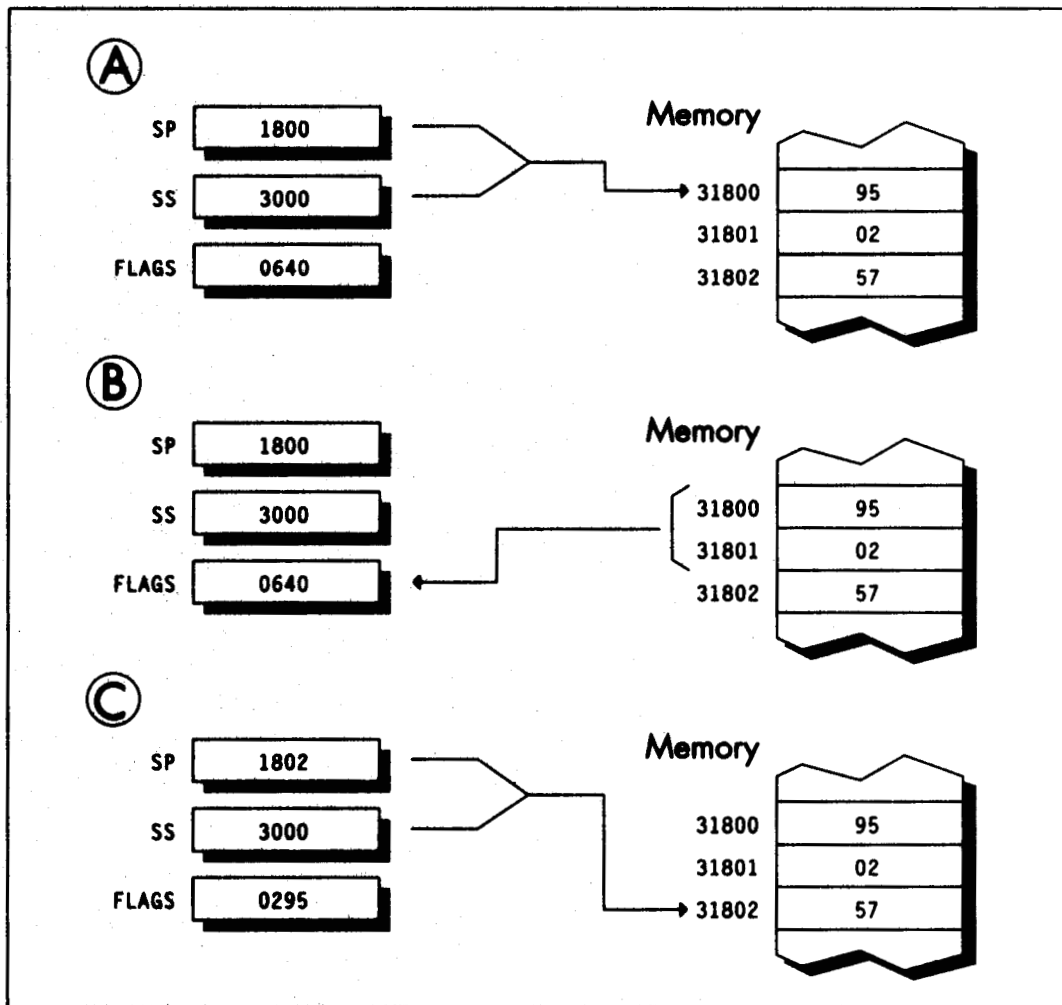 A
SP 1800
Memory
SS 3000
31800 95
31801 02
FLAGS 0640
31802 57
B
SP 1800
Memory
SS 3000
31800 95
31801 02
FLAGS 0640
31802 57
C
SP 1802
Memory
SS 3000
31800 95
31801 02
FLAGS 0295
31802 57